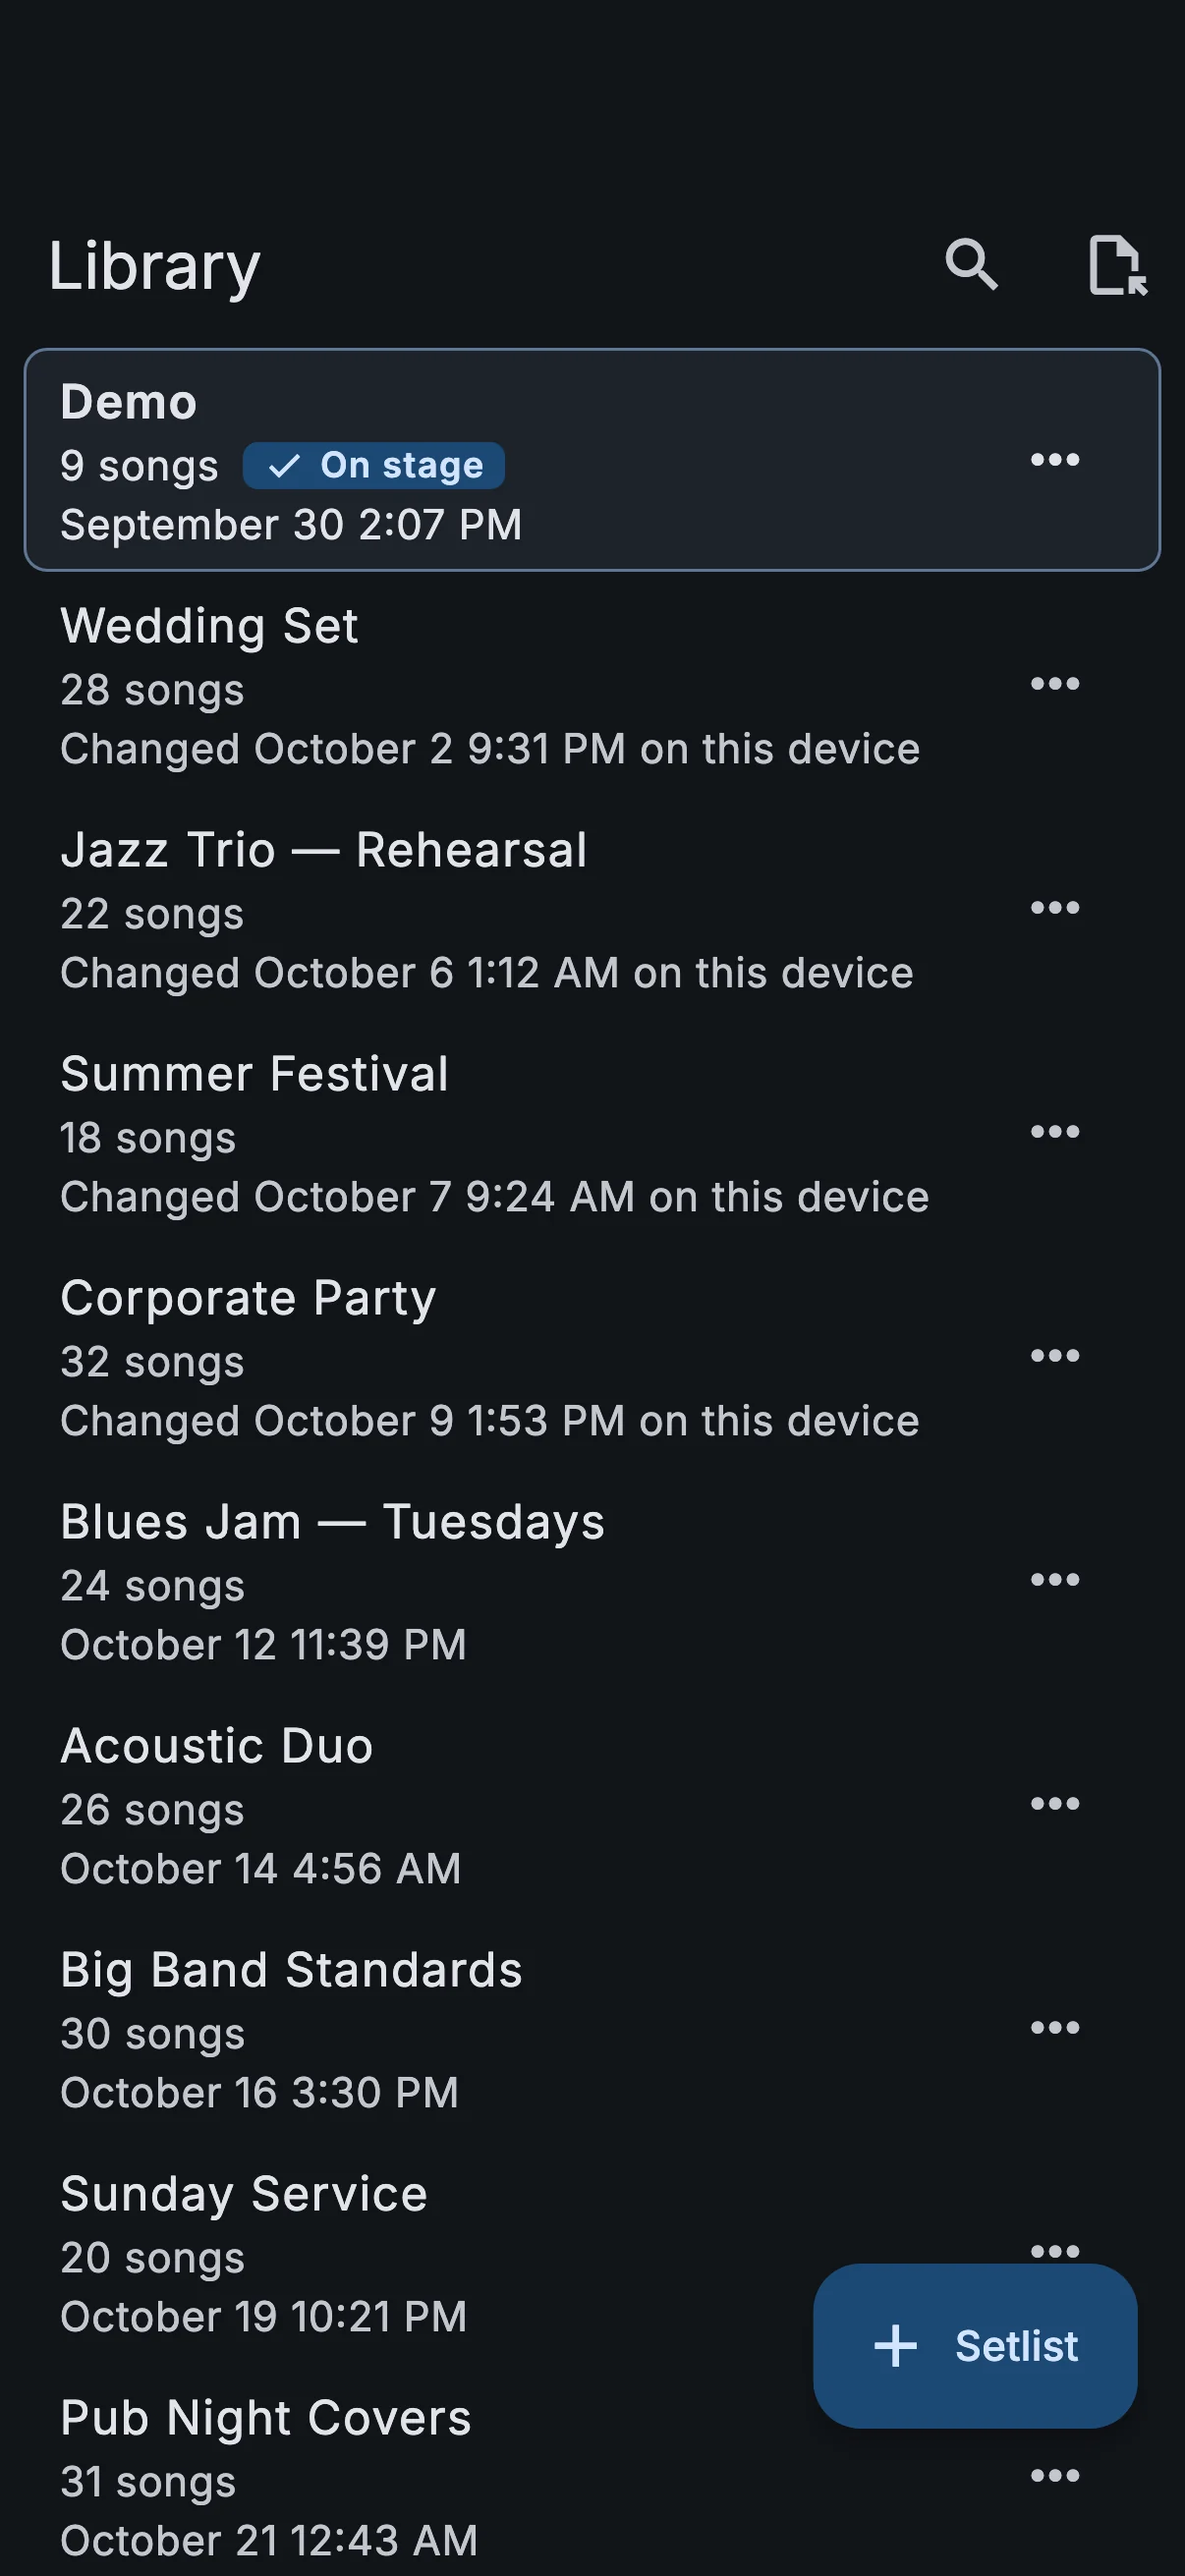 Library
Demo
9 songs On stage
September 30 2:07 PM
Wedding Set
28 songs
Changed October 2 9:31 PM on this device
Jazz Trio — Rehearsal
22 songs
Changed October 6 1:12 AM on this device
Summer Festival
18 songs
Changed October 7 9:24 AM on this device
Corporate Party
32 songs
Changed October 9 1:53 PM on this device
Blues Jam — Tuesdays
24 songs
October 12 11:39 PM
Acoustic Duo
26 songs
October 14 4:56 AM
Big Band Standards
30 songs
October 16 3:30 PM
Sunday Service
20 songs
October 19 10:21 PM
Setlist
Pub Night Covers
31 songs
October 21 12:43 AM